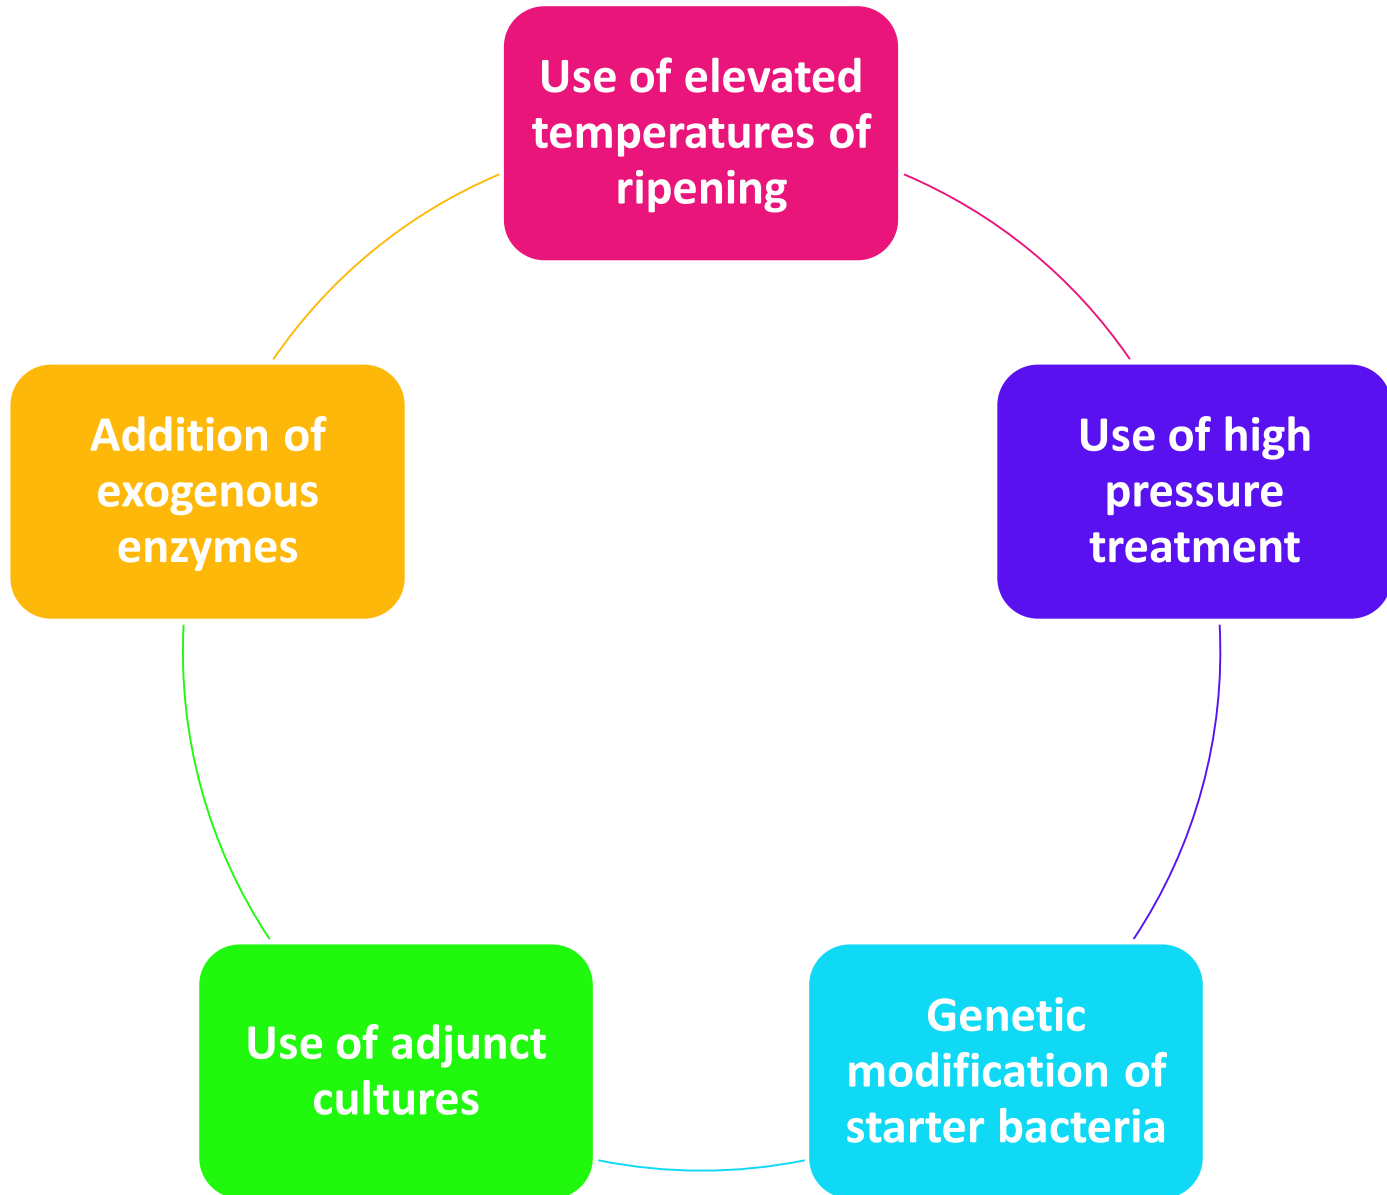 Use of elevated
temperatures of
ripening
Use of high
pressure
treatment
Genetic
modification of
starter bacteria
Use of adjunct
cultures
Addition of
exogenous
enzymes